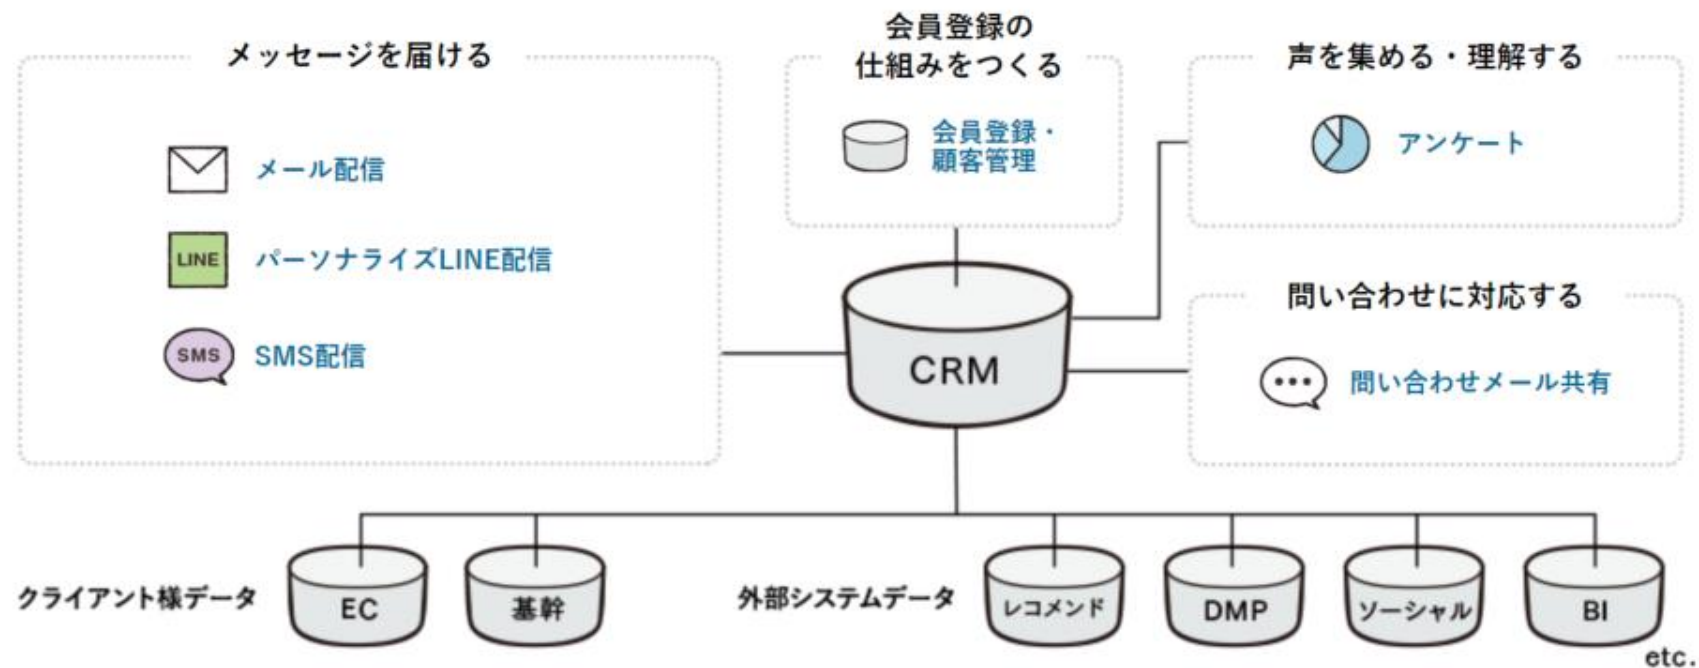 メッセージを届ける
メール配信
LINE
パーソナライズLINE配信
SMS
SMS配信
会員登録の
仕組みをつくる
会員登録・
顧客管理
声を集める・理解する
アンケート
問い合わせに対応する
問い合わせメール共有
CRM
クライアント様データ
EC
基幹
外部システムデータ
レコメンド
DMP
ソーシャル
BI
etc.